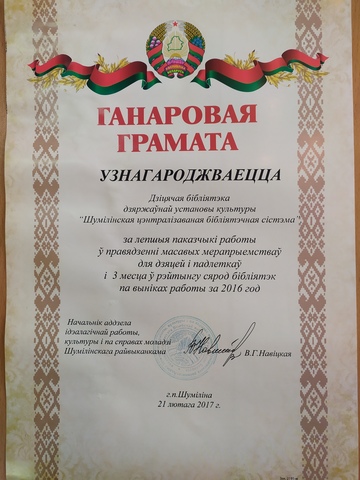 ГАНАРОВАЯ
ГРАМАТА
УЗНАГАРОДЖВАЕЦЦА
Дзіцячая бібліятэка
дзяржаўнай установы культуры
"Шумілінская цэнтралізаваная бібліятэчная сістэма"
за лепшыя паказчыкі работы
ў правядзенні масавых мерапрыемстваў
для дзяцей і падлеткаў
і 3 месца ў рэйтынгу сярод бібліятэк
па выніках работы за 2016 год
Начальнік аддзела
ідэалагічнай работы,
культуры і па справах моладзі
Шумілінскага райвыканкама
В.Г.Навіцкая
г.п.Шуміліна
21 лютага 2017 г.